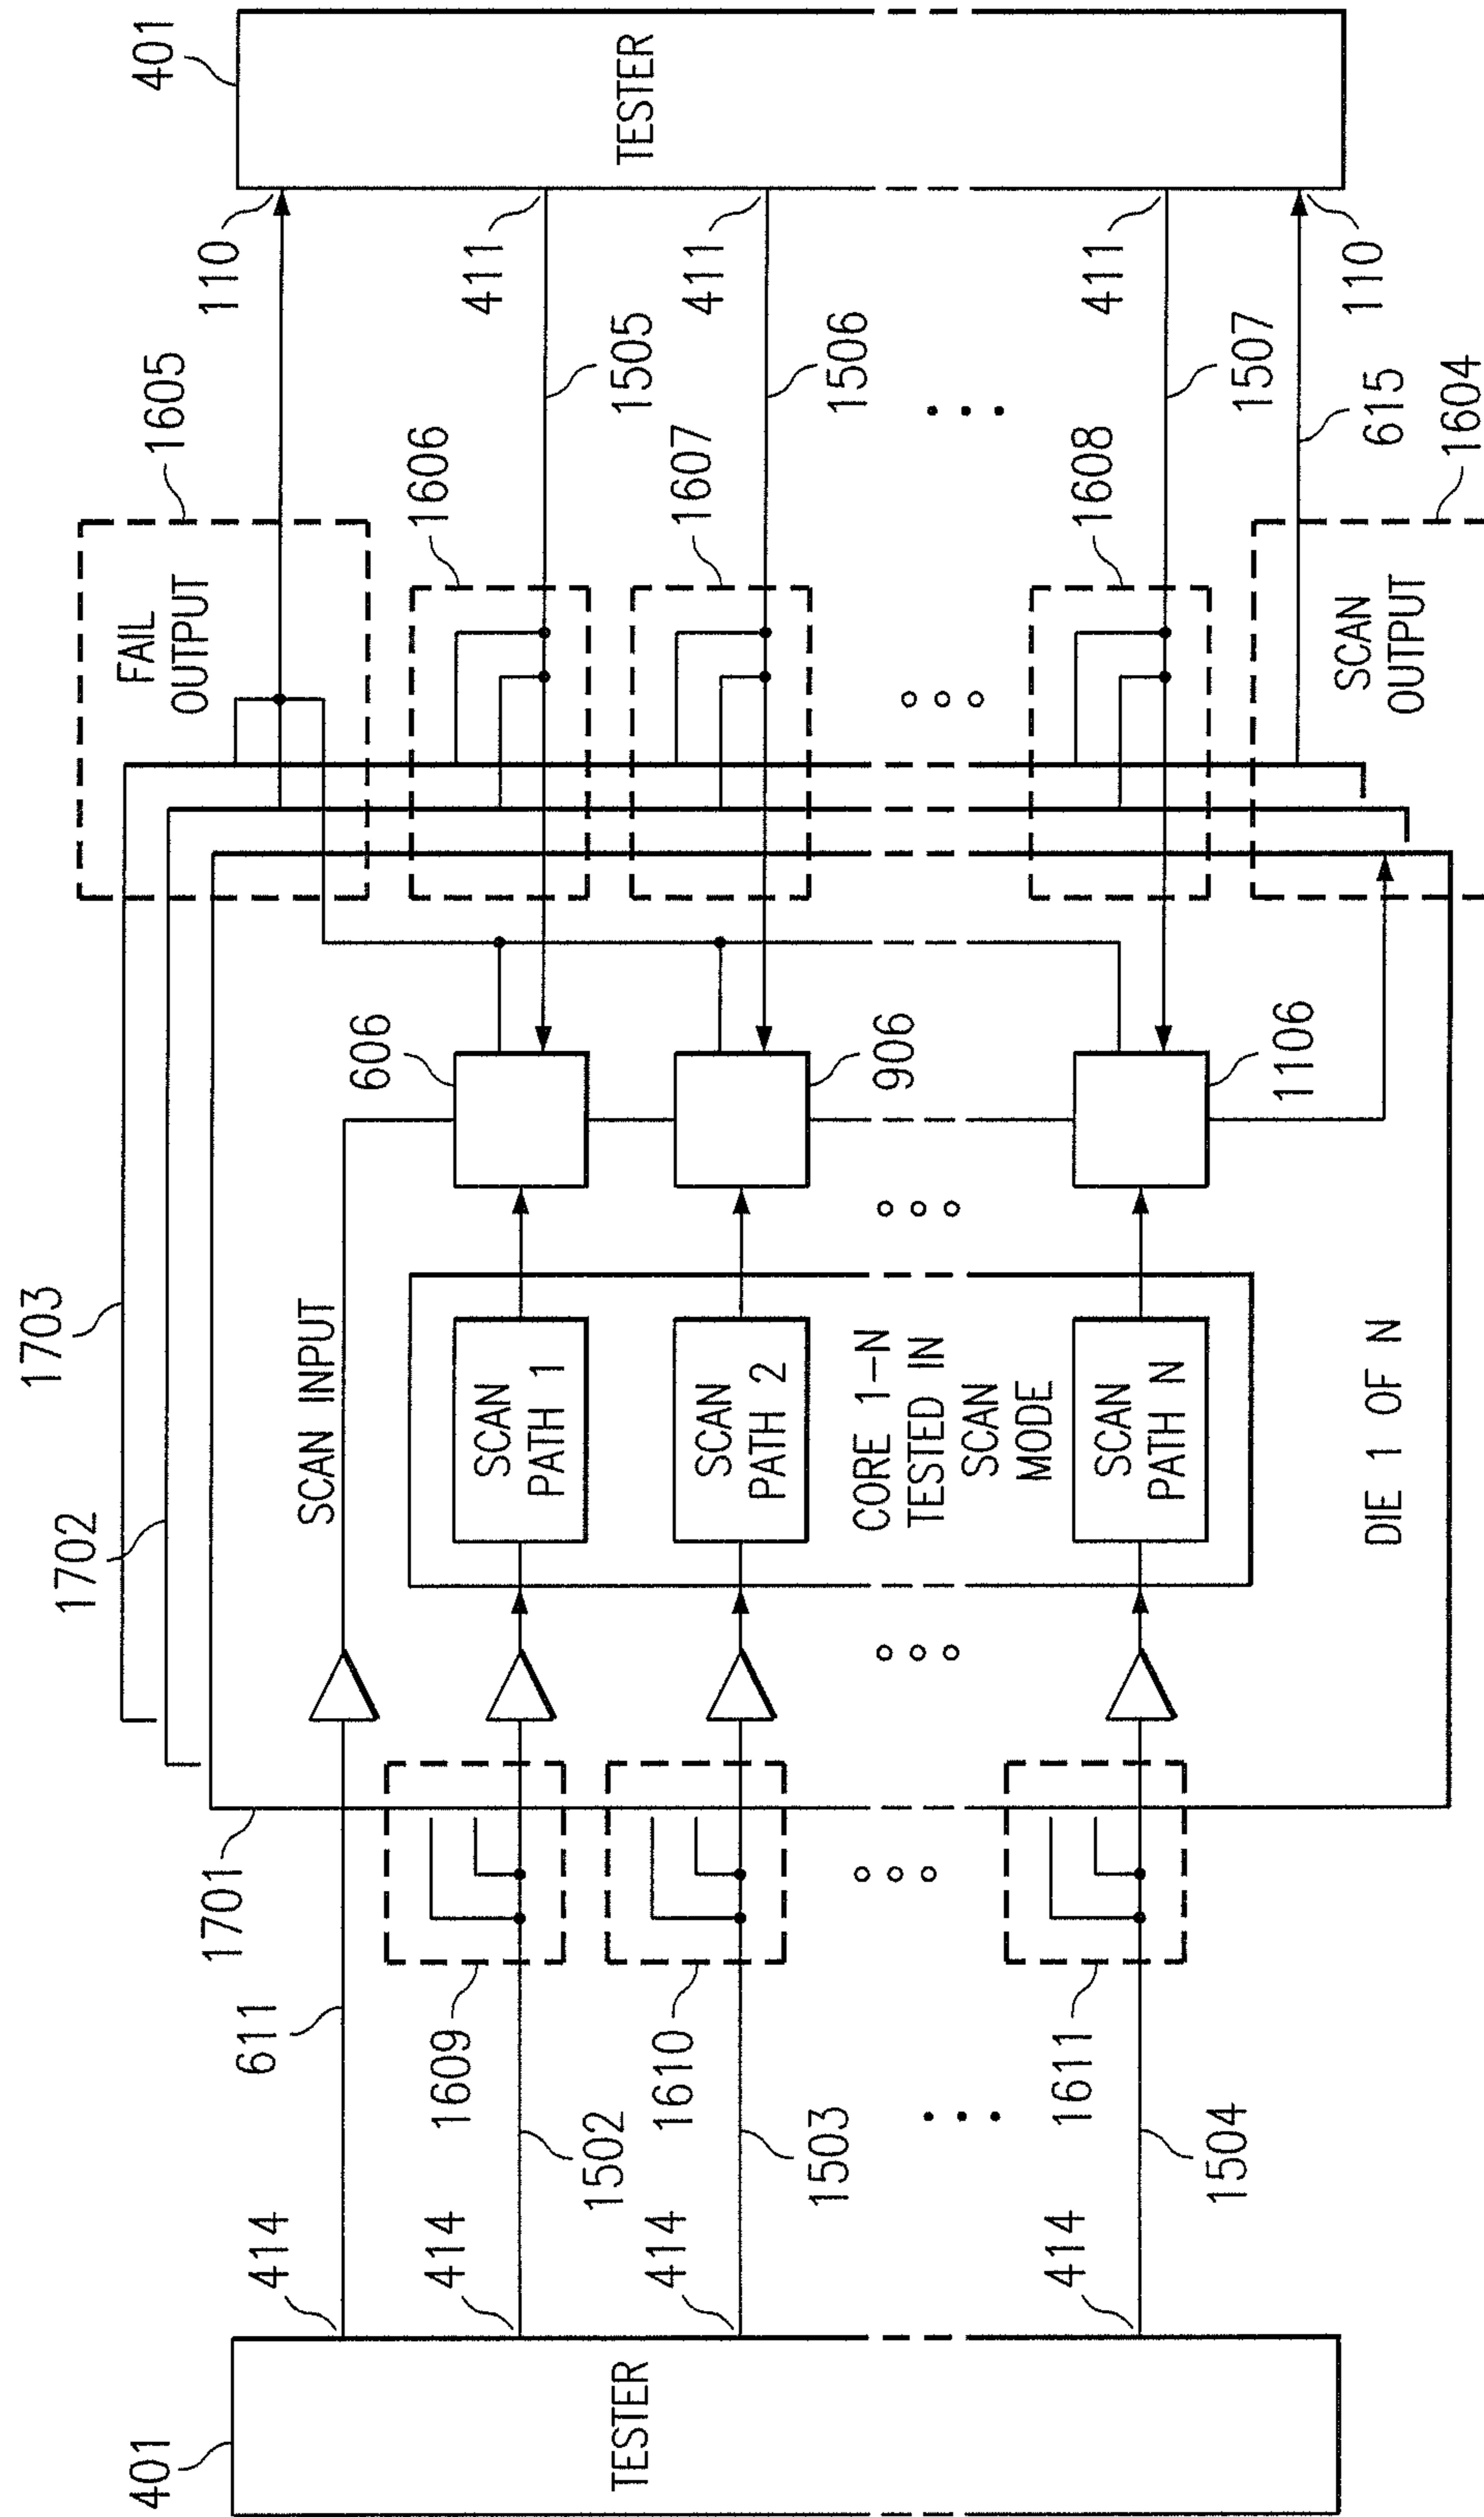 401
TESTER
414
611
414
1502
1609
414
1503
1610
414
1504
1611
1701
1702
1703
SCAN INPUT
SCAN
PATH 1
SCAN
PATH 2
CORE 1–N
TESTED IN
SCAN
MODE
SCAN
PATH N
DIE 1 OF N
606
906
1106
FAIL
OUTPUT
1605
1606
1607
1608
SCAN
OUTPUT
1604
110
411
1505
411
1506
411
1507
615
110
401
TESTER